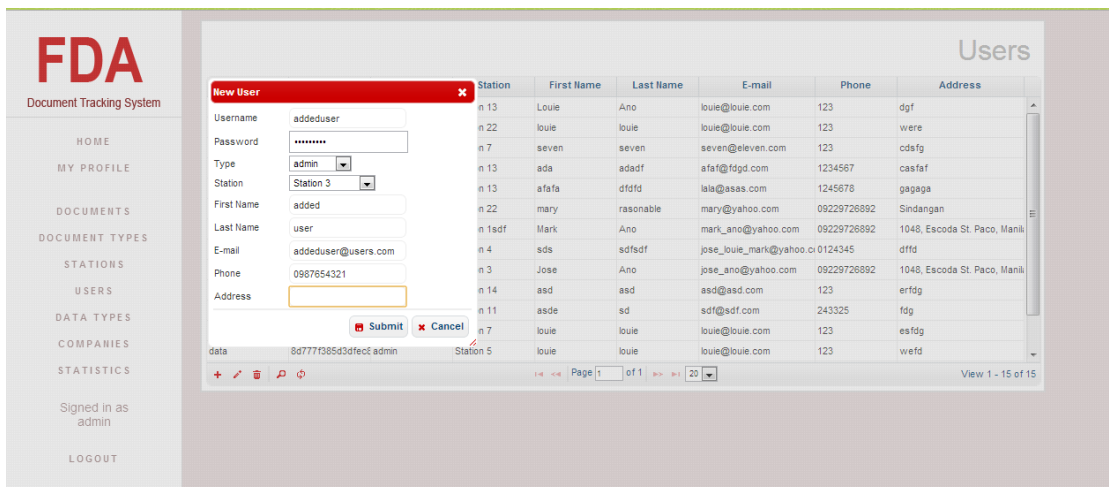 FDA
Document Tracking System
HOME
MY PROFILE
DOCUMENTS
DOCUMENT TYPES
STATIONS
USERS
DATA TYPES
COMPANIES
STATISTICS
Signed in as
admin
LOGOUT
Users
New User
Username addeduser
Password •••••••••
Type admin
Station Station 3
First Name added
Last Name user
E-mail addeduser@users.com
Phone 0987654321
Address
Submit Cancel
Station First Name Last Name E-mail Phone Address
n 13 Louie Ano louie@louie.com 123 dgf
n 22 louie louie louie@louie.com 123 were
n 7 seven seven seven@eleven.com 123 cdsfg
n 13 ada adadf afaf@fdgd.com 1234567 casfaf
n 13 afafa dfdfd lala@asas.com 1245678 gagaga
n 22 mary rasonable mary@yahoo.com 09229726892 Sindangan
n 1sdf Mark Ano mark_ano@yahoo.com 09229726892 1048, Escoda St. Paco, Manila
n 4 sds sdfsdf jose_louie_mark@yahoo.c 0124345 dffd
n 3 Jose Ano jose_ano@yahoo.com 09229726892 1048, Escoda St. Paco, Manila
n 14 asd asd asd@asd.com 123 erfdg
n 11 asde sd sdf@sdf.com 243325 fdg
n 7 louie louie louie@louie.com 123 esfdg
data 8d777f385d3dfec8 admin Station 5 louie louie louie@louie.com 123 wefd
Page 1 of 1 20 View 1 - 15 of 15